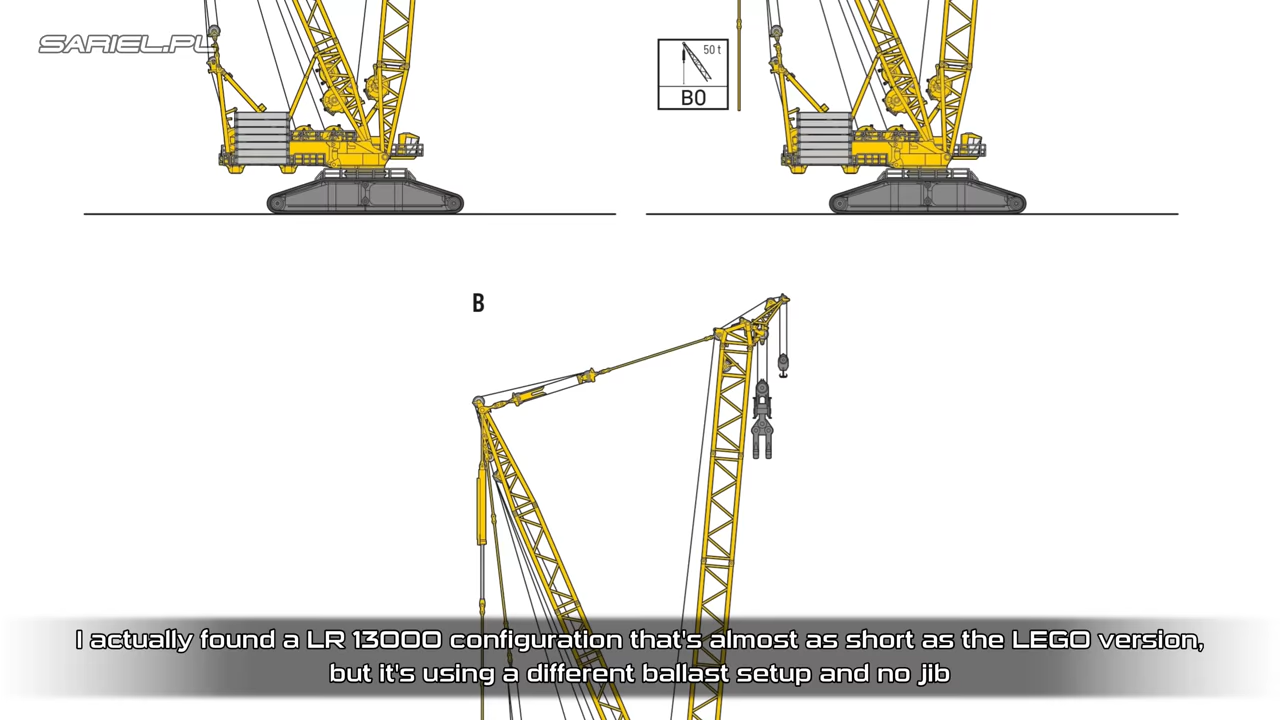 SARIEL.PL
50 t
B0
B
I actually found a LR 13000 configuration that's almost as short as the LEGO version,
but it's using a different ballast setup and no jib